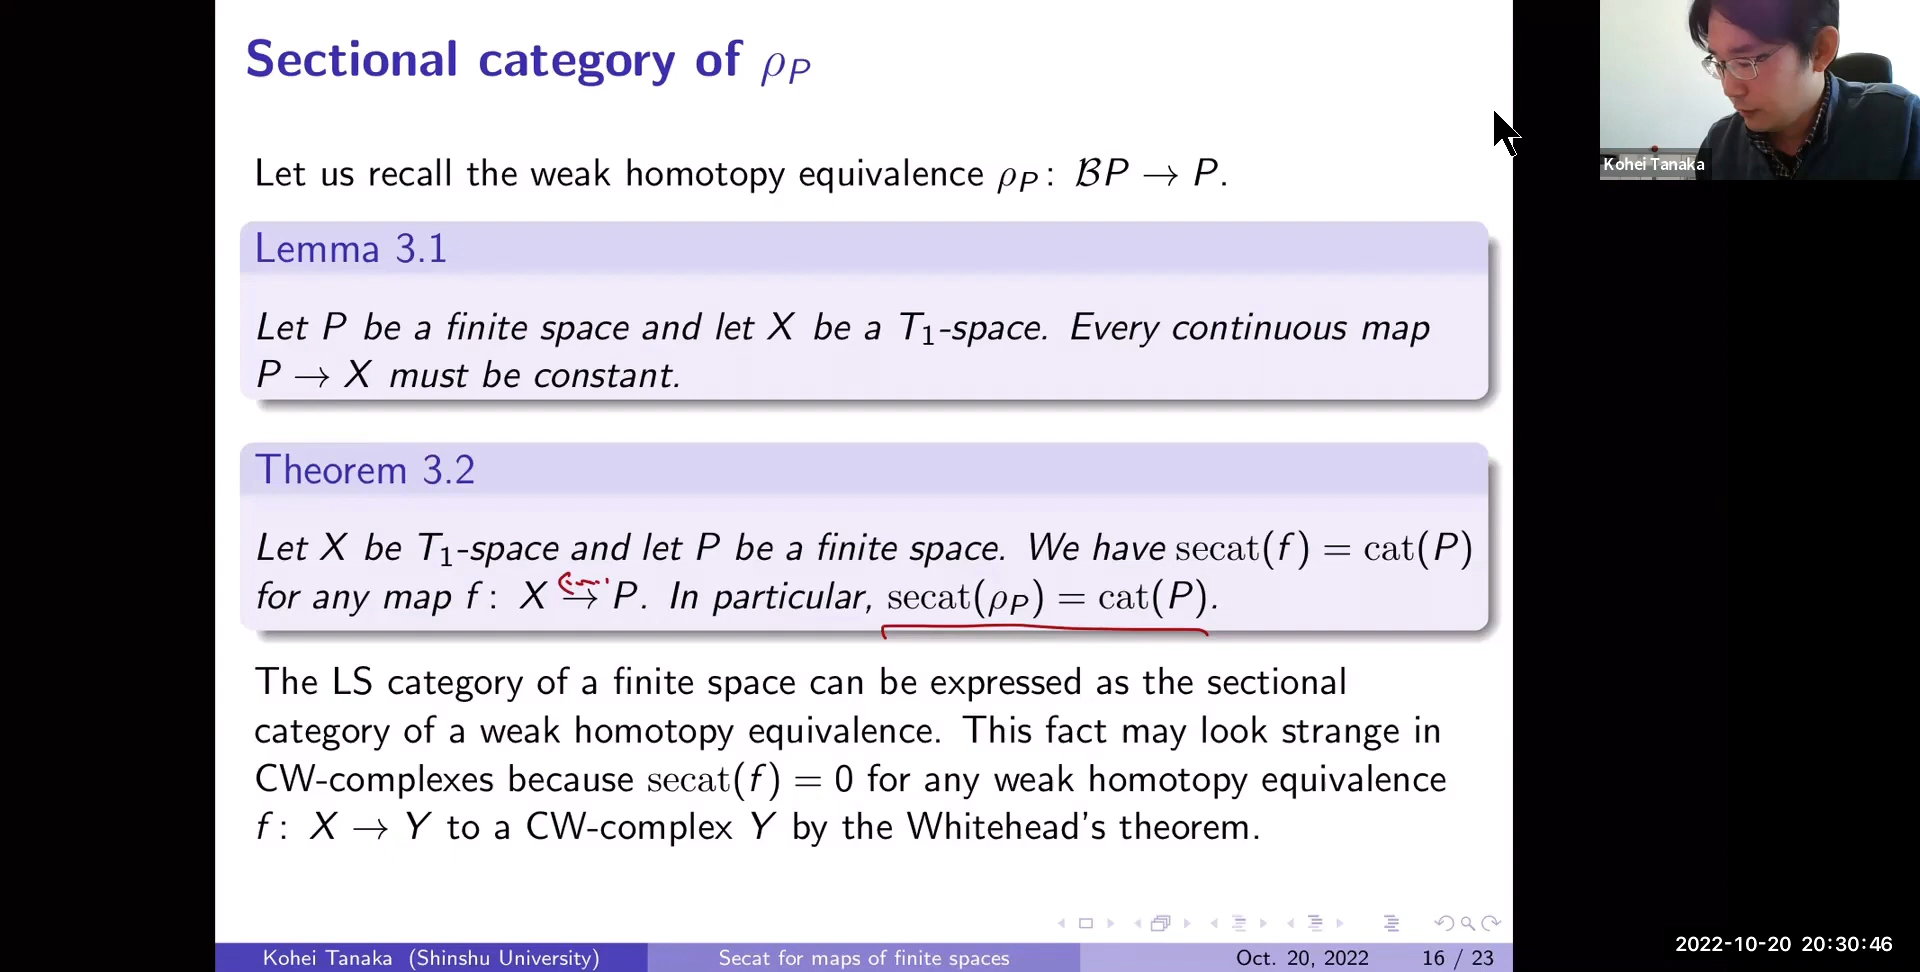 Sectional category of ρP
Let us recall the weak homotopy equivalence ρP : ℬP → P.
Lemma 3.1
Let P be a finite space and let X be a T1-space. Every continuous map
P → X must be constant.
Theorem 3.2
Let X be T1-space and let P be a finite space. We have secat(f) = cat(P)
for any map f : X → P. In particular, secat(ρP) = cat(P).
The LS category of a finite space can be expressed as the sectional
category of a weak homotopy equivalence. This fact may look strange in
CW-complexes because secat(f) = 0 for any weak homotopy equivalence
f : X → Y to a CW-complex Y by the Whitehead's theorem.
Kohei Tanaka (Shinshu University)
Secat for maps of finite spaces
Oct. 20, 2022
16 / 23
Kohei Tanaka
2022-10-20 20:30:46